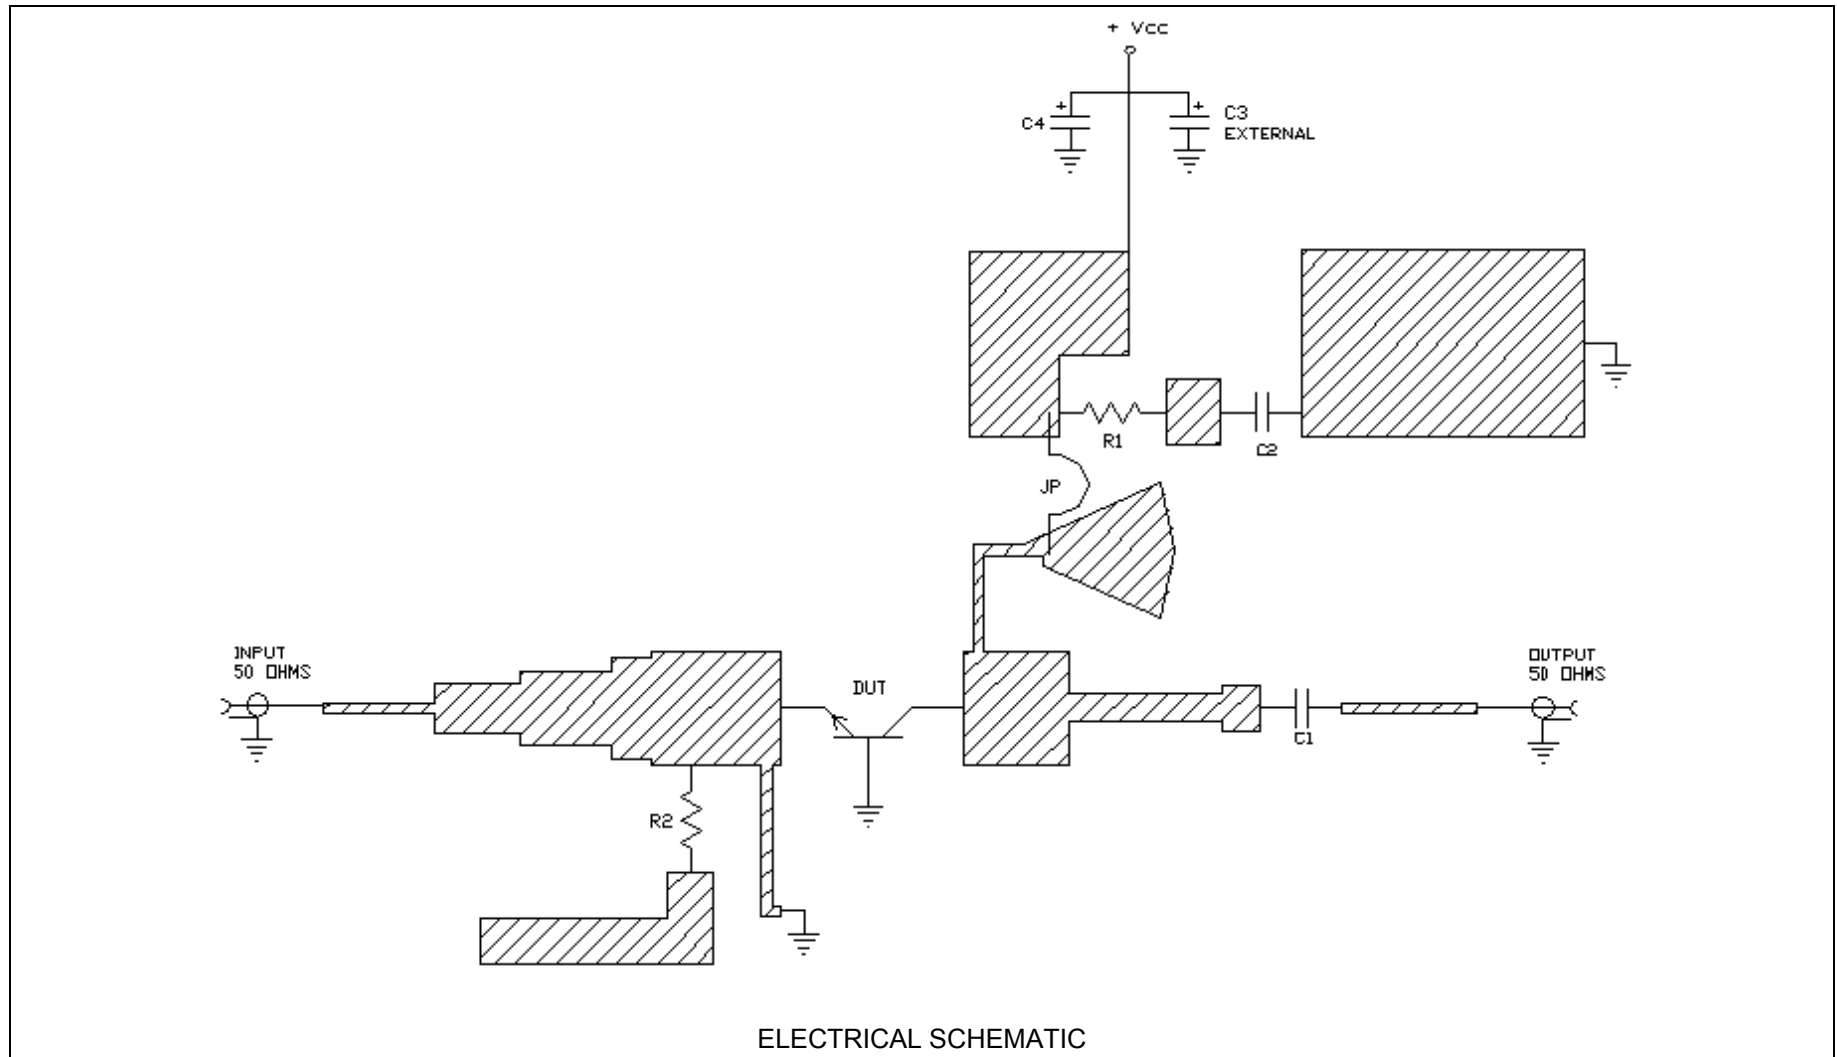 + Vcc
C4
+
+
C3
EXTERNAL
R1
C2
JP
INPUT
50 OHMS
DUT
OUTPUT
50 OHMS
C1
R2
ELECTRICAL SCHEMATIC